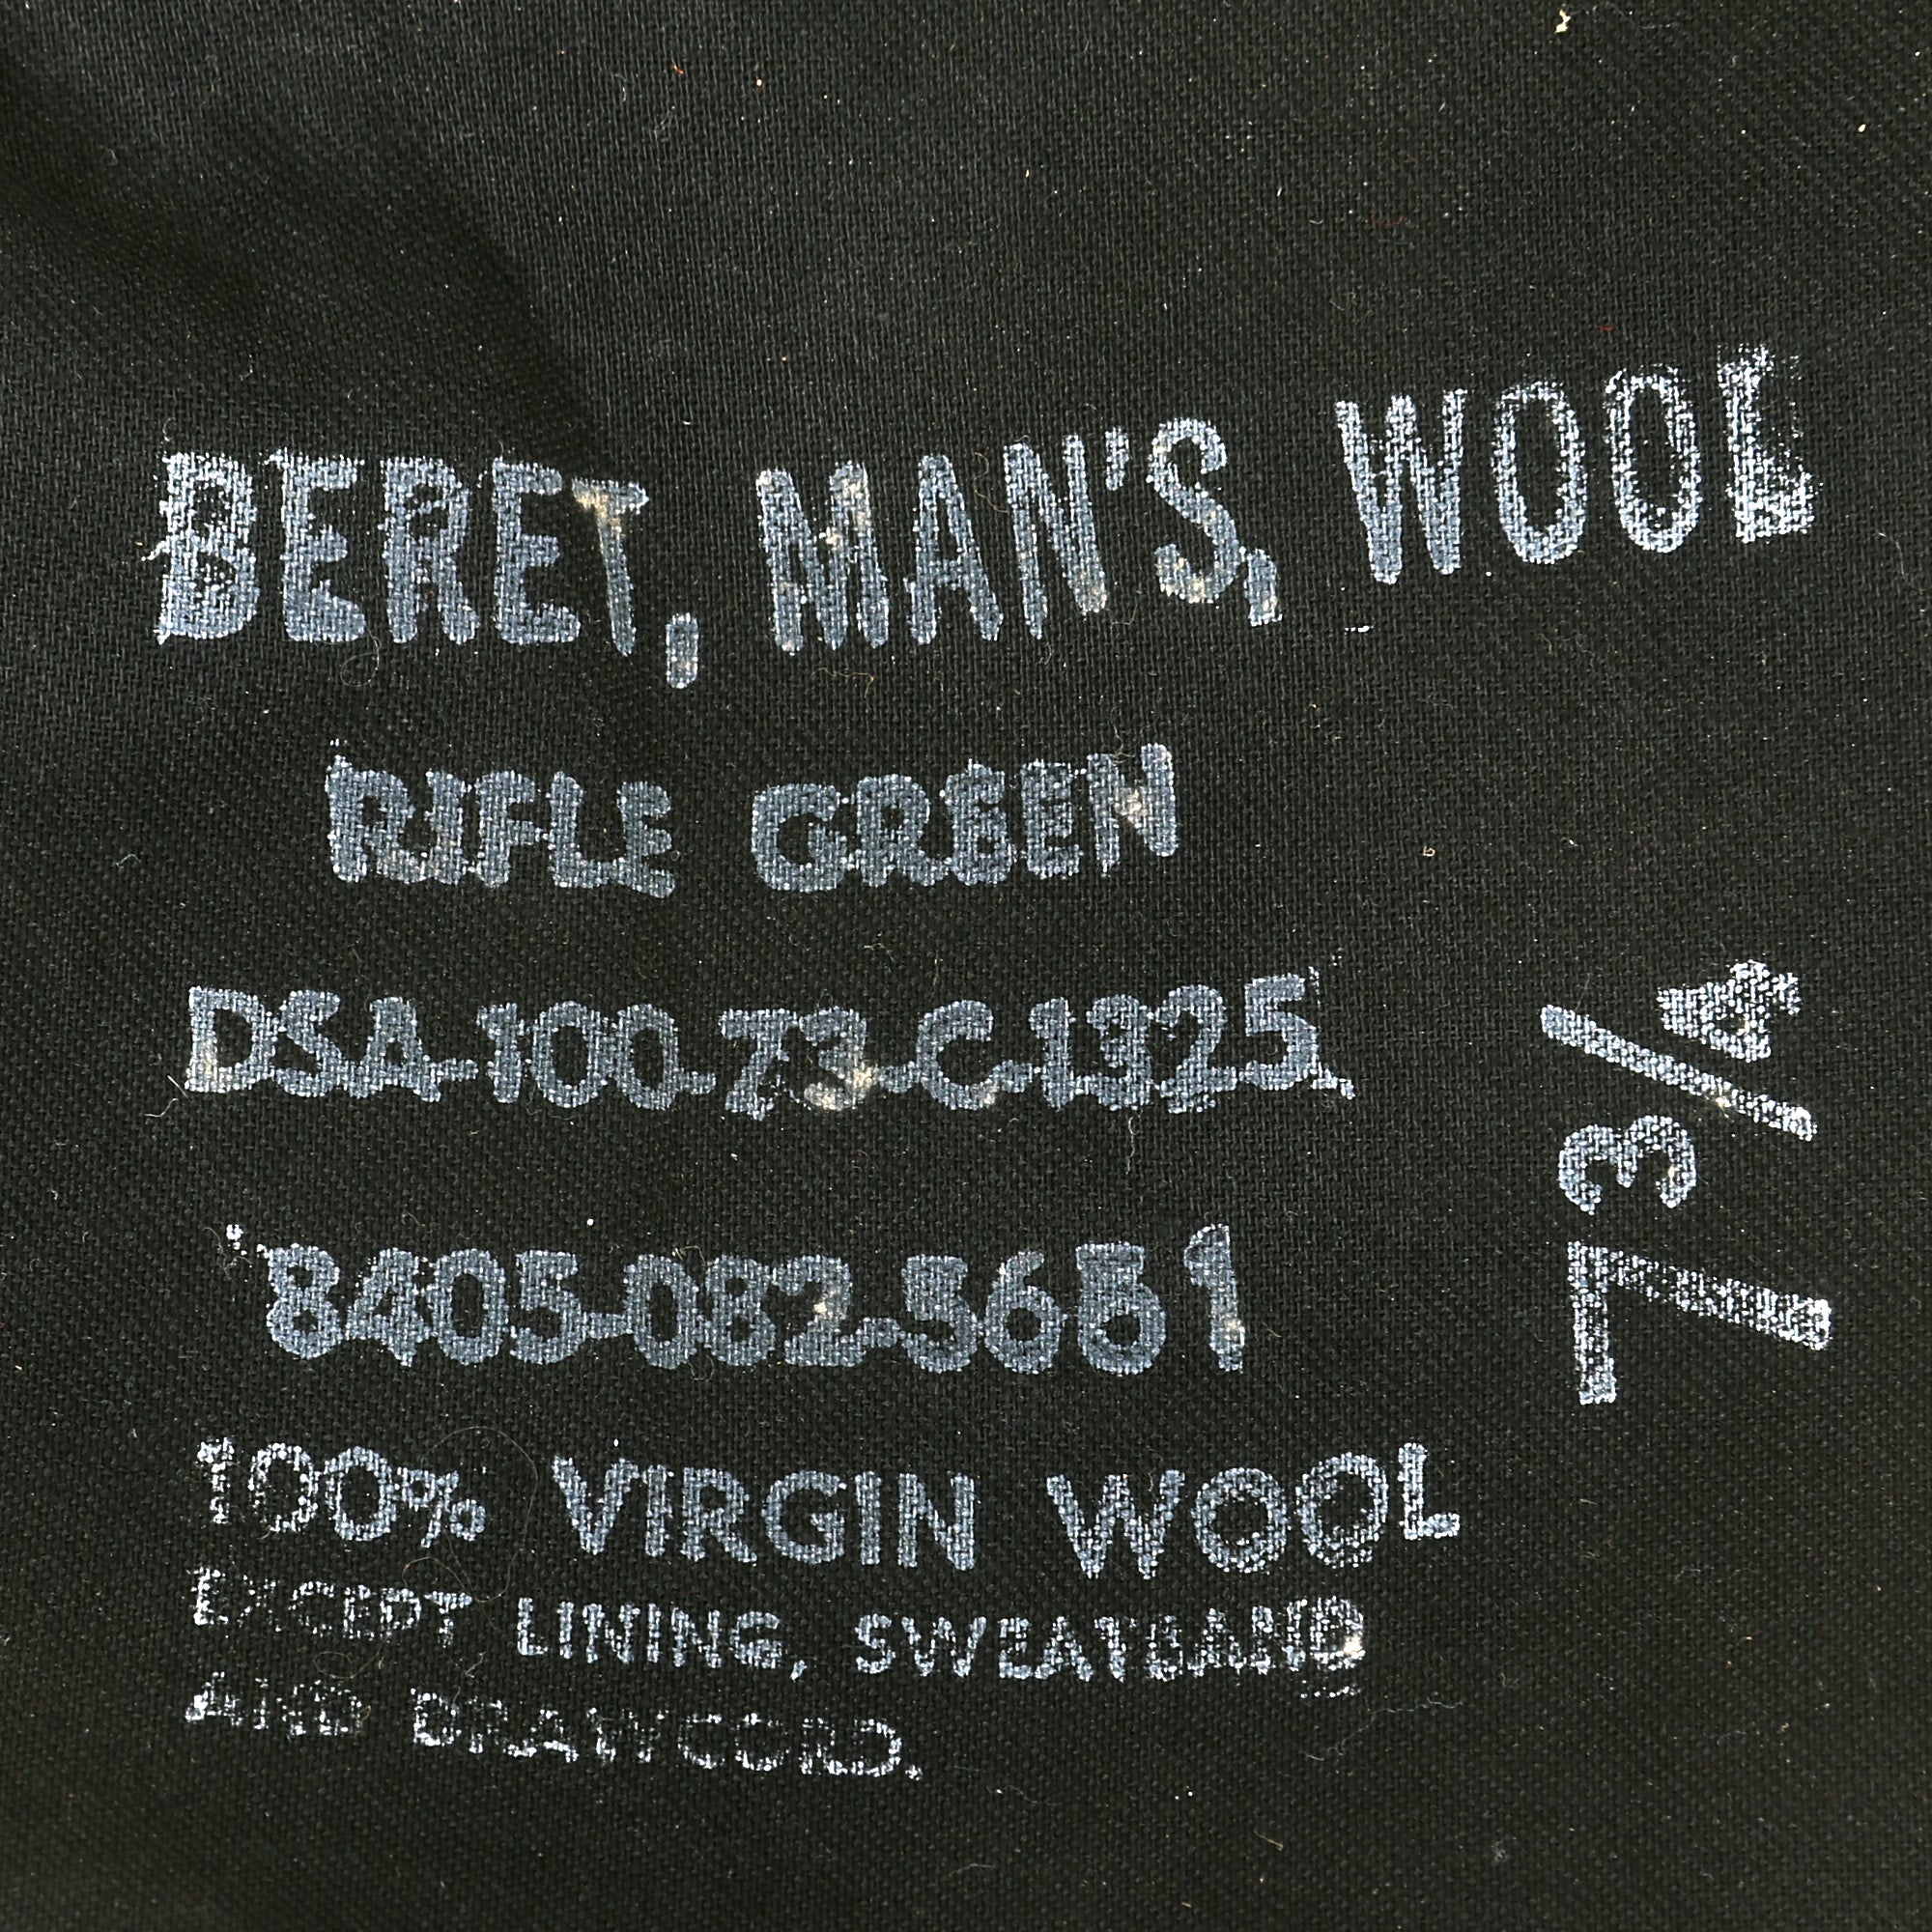 BERET, MAN'S, WOOL
RIFLE GREEN
DSA-100-73-C-1325
8405-082-5651
7 3/4
100% VIRGIN WOOL
EXCEPT LINING, SWEATBAND
AND DRAWCORD.